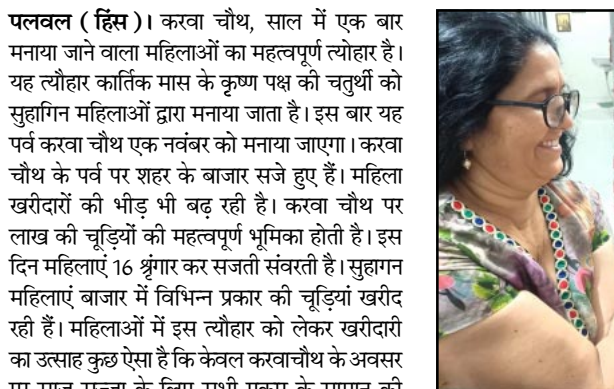 पलवल ( हिंस )। करवा चौथ, साल में एक बार
मनाया जाने वाला महिलाओं का महत्वपूर्ण त्योहार है।
यह त्यौहार कार्तिक मास के कृष्ण पक्ष की चतुर्थी को
सुहागिन महिलाओं द्वारा मनाया जाता है। इस बार यह
पर्व करवा चौथ एक नवंबर को मनाया जाएगा। करवा
चौथ के पर्व पर शहर के बाजार सजे हुए हैं। महिला
खरीदारों की भीड़ भी बढ़ रही है। करवा चौथ पर
लाख की चूड़ियों की महत्वपूर्ण भूमिका होती है। इस
दिन महिलाएं 16 श्रृंगार कर सजती संवरती है। सुहागन
महिलाएं बाजार में विभिन्न प्रकार की चूड़ियां खरीद
रही हैं। महिलाओं में इस त्यौहार को लेकर खरीदारी
का उत्साह कुछ ऐसा है कि केवल करवाचौथ के अवसर